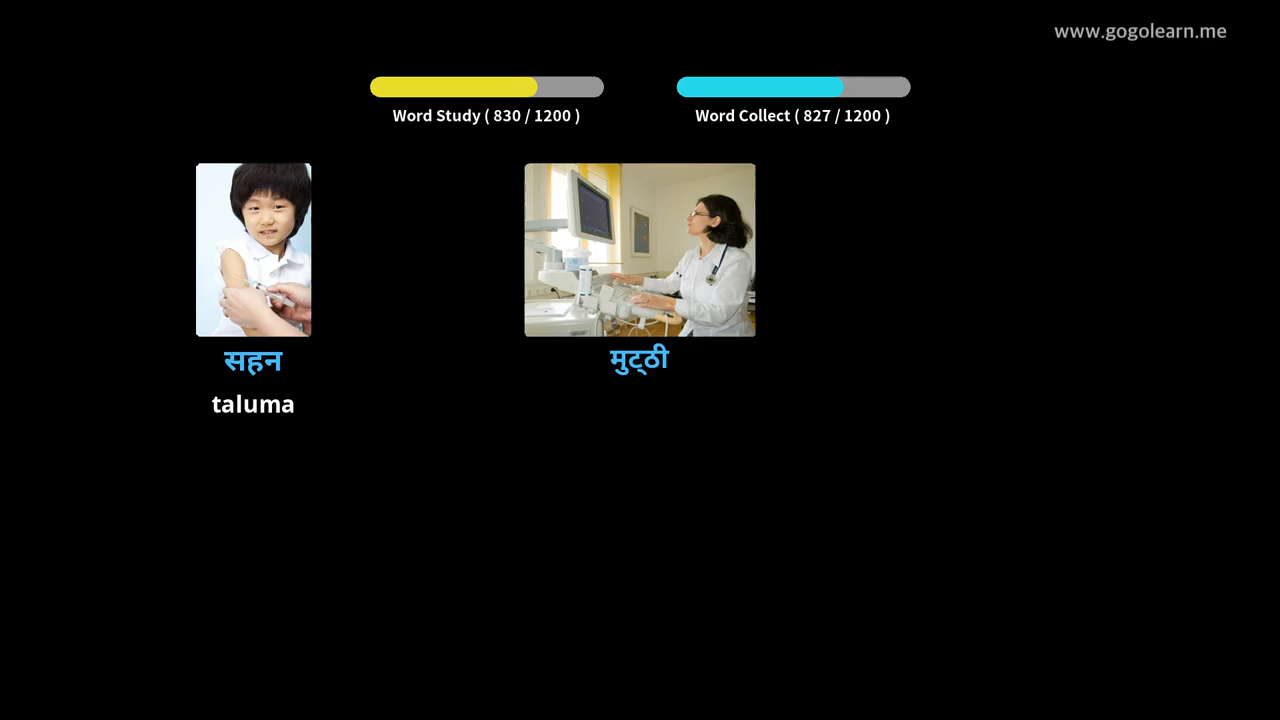 www.gogolearn.me
Word Study ( 830 / 1200 )
Word Collect ( 827 / 1200 )
सहन
मुट्ठी
taluma